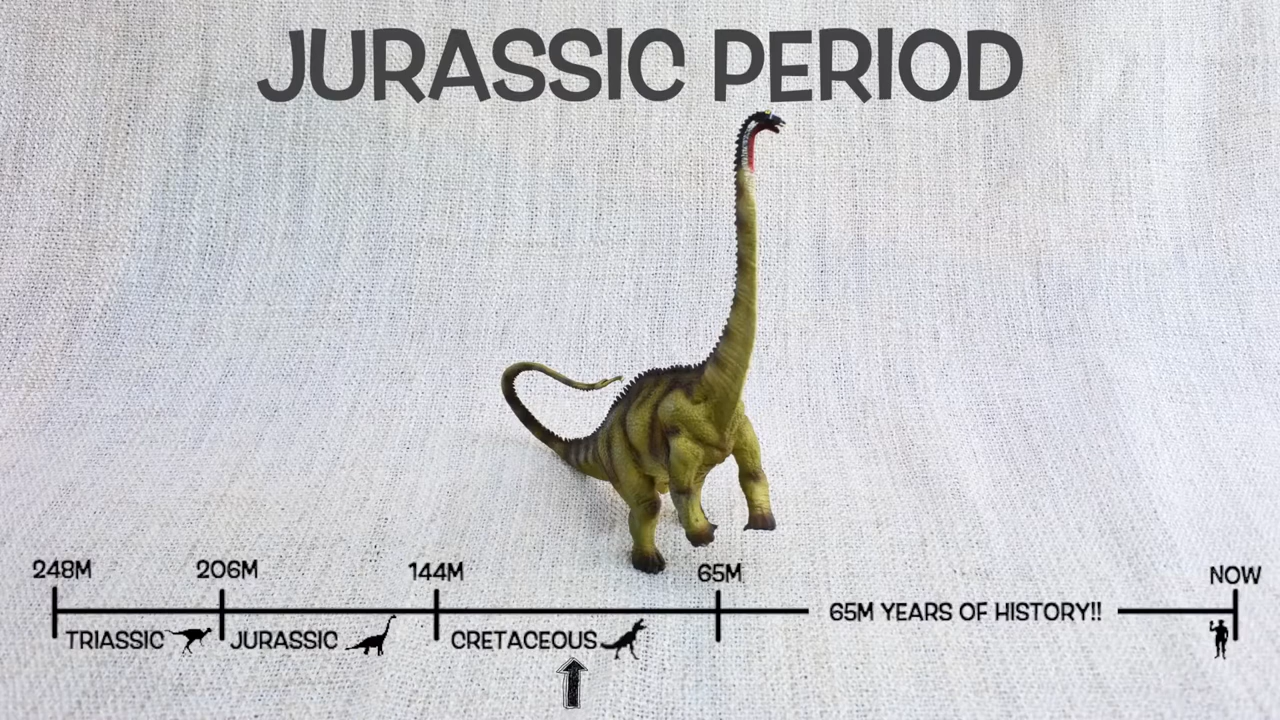 JURASSIC PERIOD
248M 206M 144M 65M NOW
65M YEARS OF HISTORY!!
TRIASSIC JURASSIC CRETACEOUS